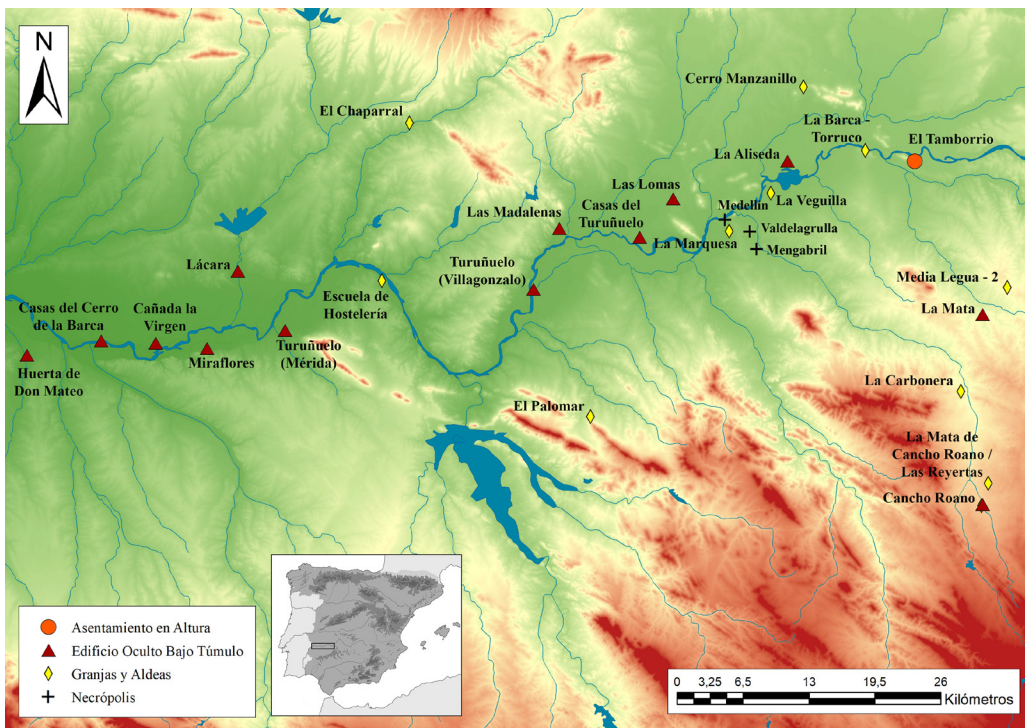 N
Cerro Manzanillo
El Chaparral
La Barca -
Torruco
El Tamborrio
La Aliseda
Las Lomas
La Veguilla
Medellín
Casas del
Turuñuelo
Las Madalenas
Valdelagrulla
La Marquesa
Mengabril
Turuñuelo
(Villagonzalo)
Lácara
Media Legua - 2
Escuela de
Hostelería
La Mata
Casas del Cerro
de la Barca
Cañada la
Virgen
Turuñuelo
(Mérida)
Miraflores
Huerta de
Don Mateo
La Carbonera
El Palomar
La Mata de
Cancho Roano /
Las Reyertas
Cancho Roano
Asentamiento en Altura
Edificio Oculto Bajo Túmulo
Granjas y Aldeas
Necrópolis
0 3,25 6,5 13 19,5 26
Kilómetros